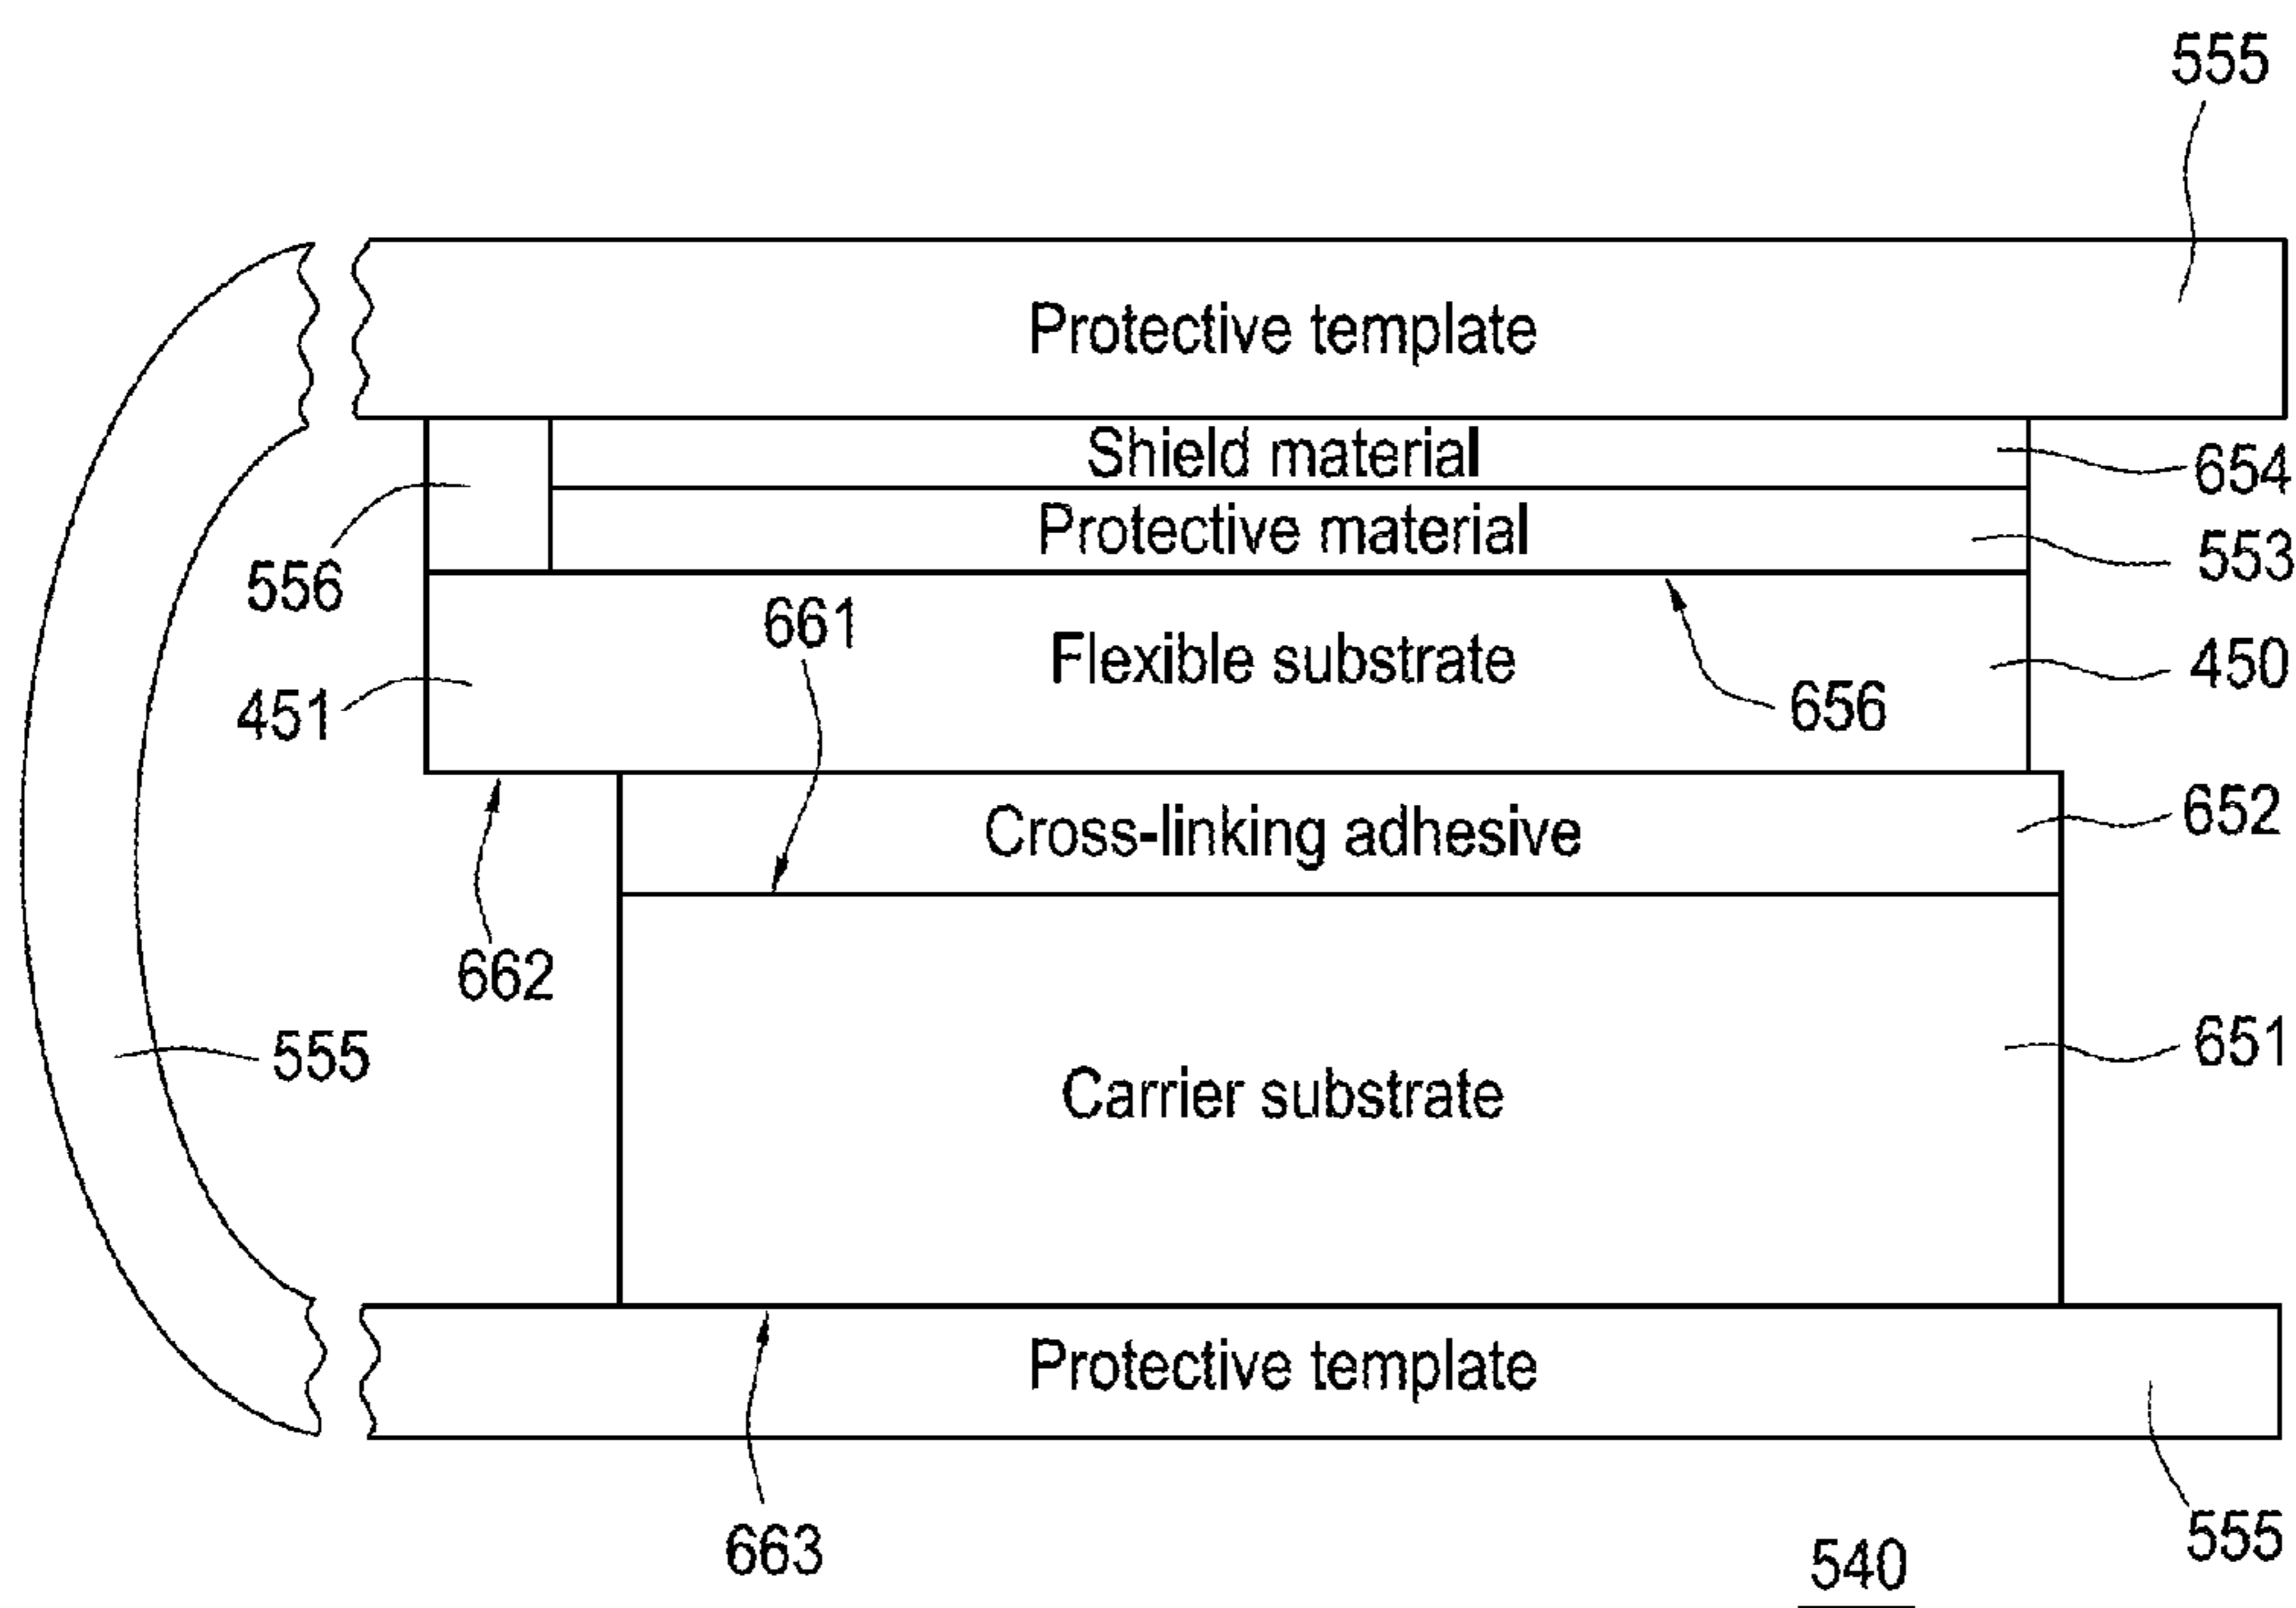 555
Protective template
Shield material
654
Protective material
553
556
661
Flexible substrate
450
451
656
Cross-linking adhesive
652
662
555
651
Carrier substrate
Protective template
663
555
540